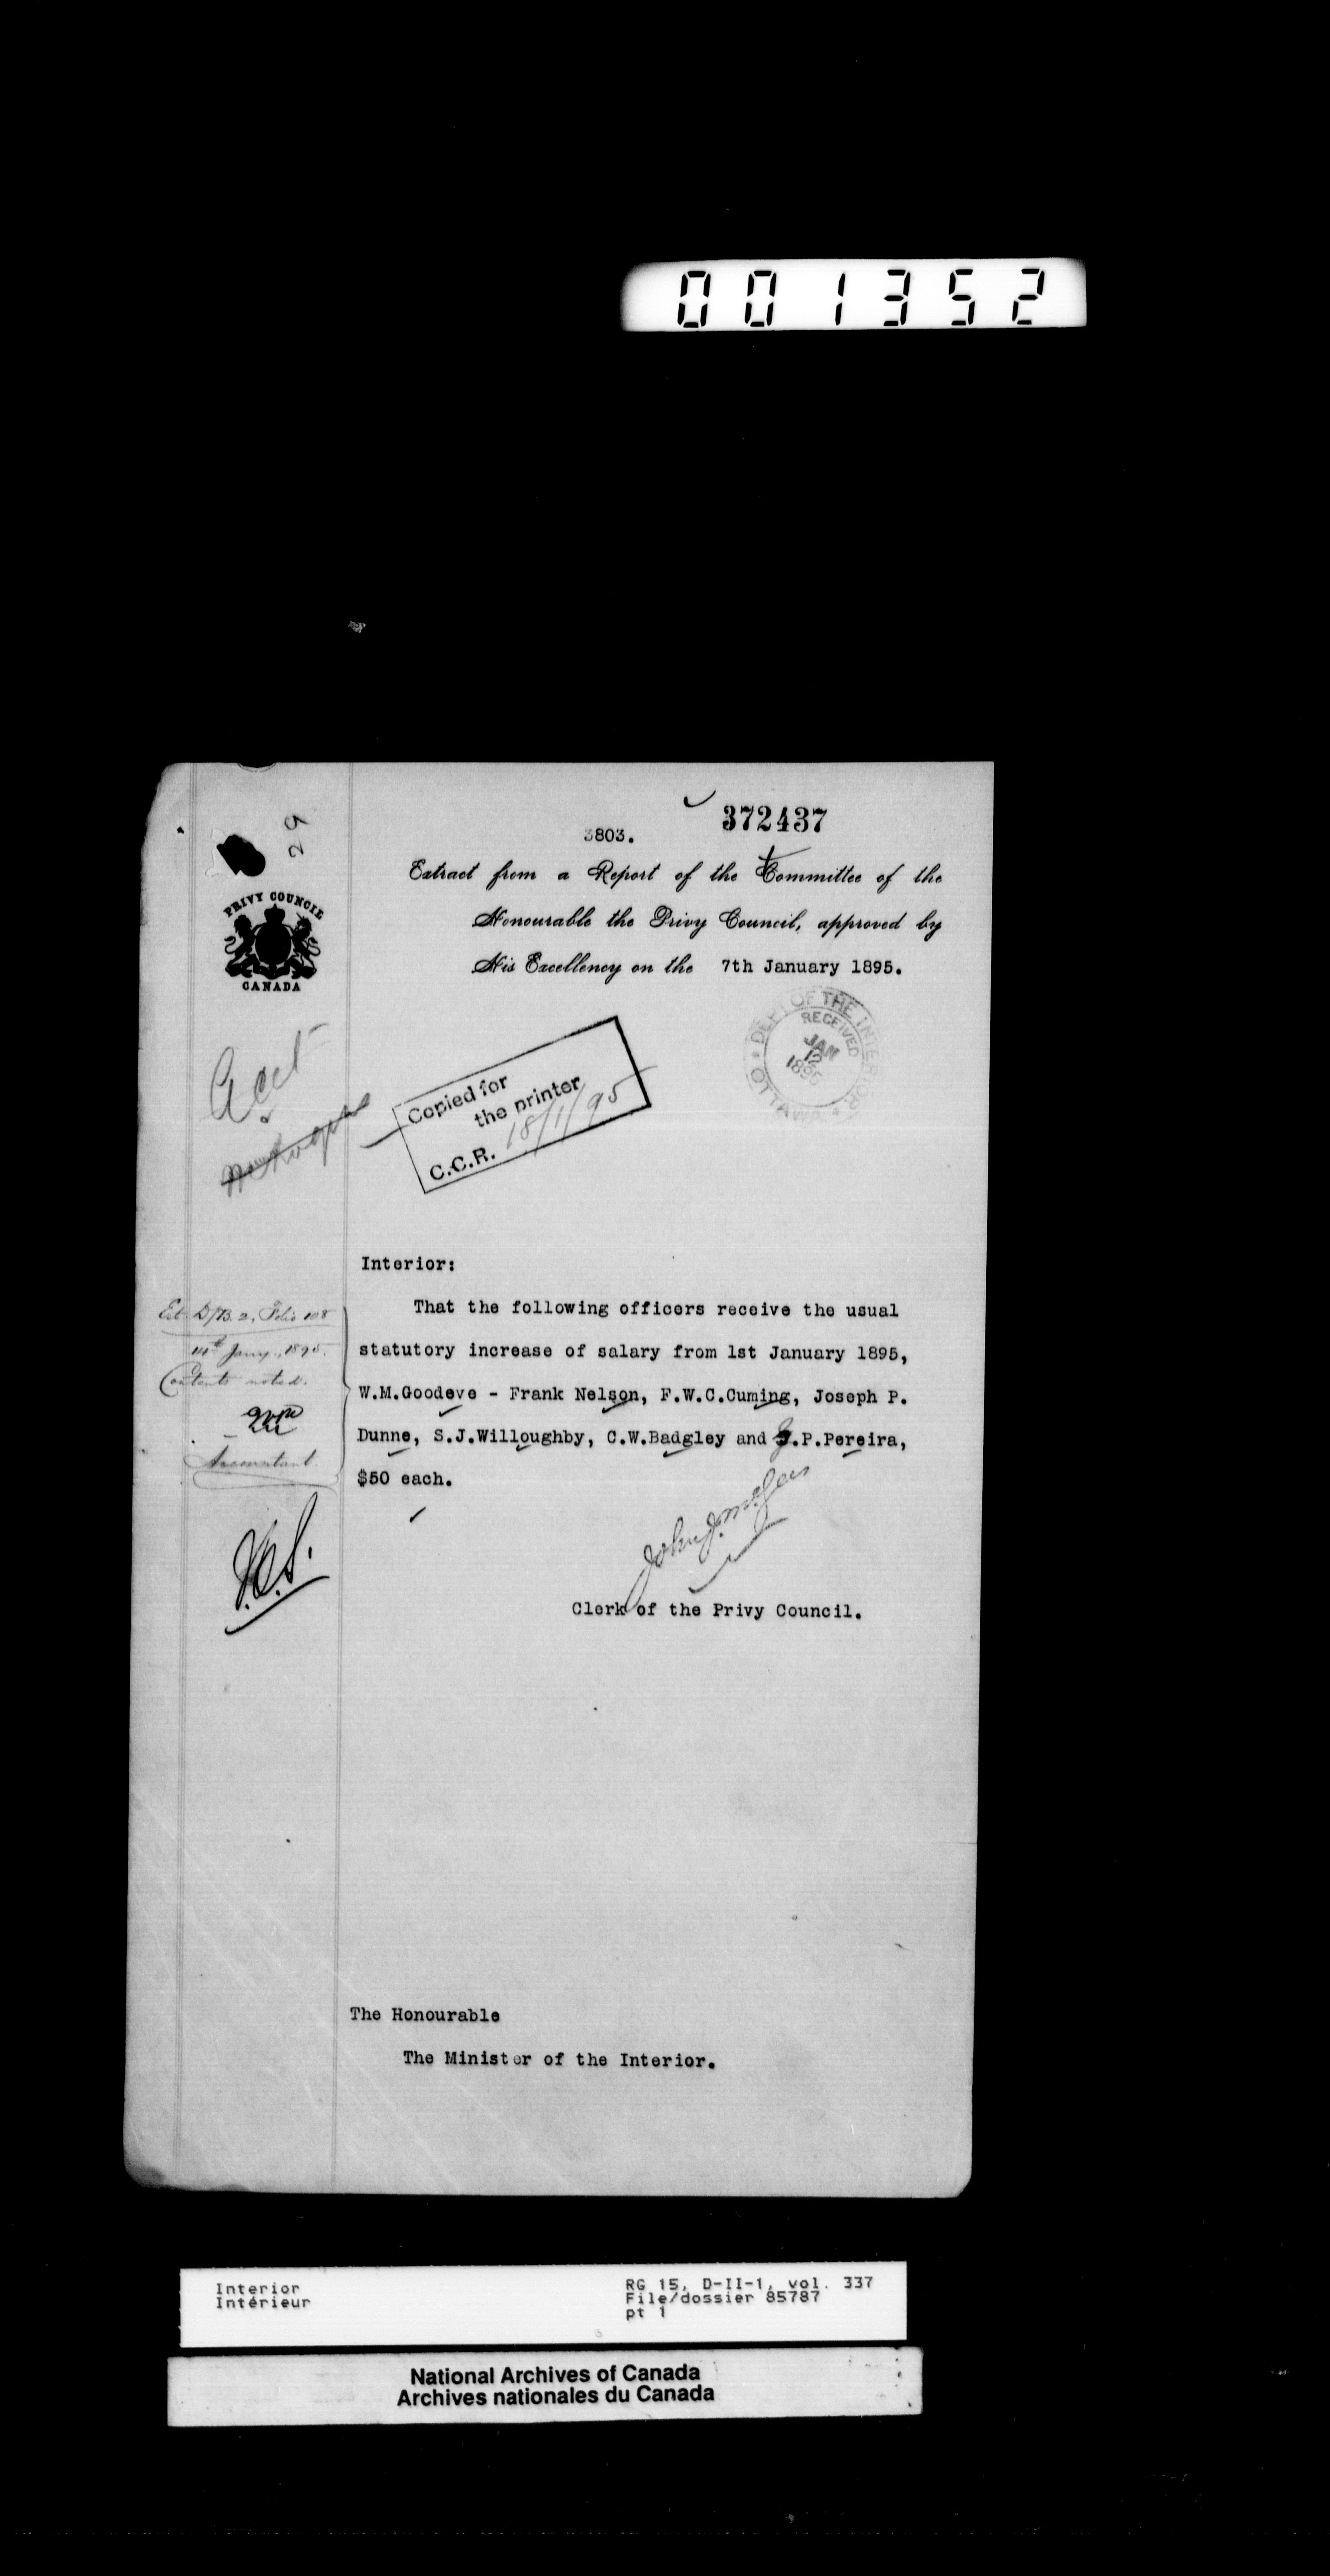 001352
372437
3803.
Extract from a Report of the Committee of the
Honourable the Privy Council, approved by
His Excellency on the 7th January 1895.
PRIVY COUNCIL
CANADA
DEPT OF THE INTERIOR
RECEIVED
JAN
12
1895
OTTAWA
Acct
Copied for
the printer
C.C.R. 18/1/95
Interior:
That the following officers receive the usual
statutory increase of salary from 1st January 1895,
W.M.Goodeve - Frank Nelson, F.W.C.Cuming, Joseph P.
Dunne, S.J.Willoughby, C.W.Badgley and J.P.Pereira,
$50 each.
D/B. 2, Folio 108
Jany., 1895.
Contents noted.
Accountant.
John J. McGee
Clerk of the Privy Council.
The Honourable
The Minister of the Interior.
Interior
Intérieur
RG 15, D-II-1, vol. 337
File/dossier 85787
pt 1
National Archives of Canada
Archives nationales du Canada